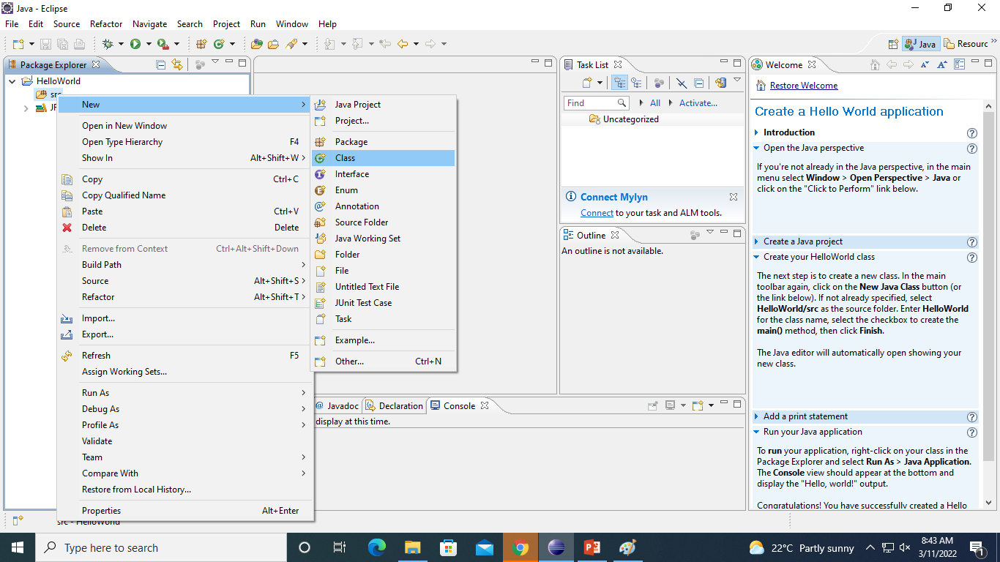 Java - Eclipse
File Edit Source Refactor Navigate Search Project Run Window Help
Java Resourc
Package Explorer
HelloWorld
src
New
Open in New Window
Open Type Hierarchy F4
Show In Alt+Shift+W
Copy Ctrl+C
Copy Qualified Name
Paste Ctrl+V
Delete Delete
Remove from Context Ctrl+Alt+Shift+Down
Build Path
Source Alt+Shift+S
Refactor Alt+Shift+T
Import...
Export...
Refresh F5
Assign Working Sets...
Run As
Debug As
Profile As
Validate
Team
Compare With
Restore from Local History...
Properties Alt+Enter
Java Project
Project...
Package
Class
Interface
Enum
Annotation
Source Folder
Java Working Set
Folder
File
Untitled Text File
JUnit Test Case
Task
Example...
Other... Ctrl+N
Javadoc Declaration Console
display at this time.
Task List
Find All Activate...
Uncategorized
Connect Mylyn
Connect to your task and ALM tools.
Outline
An outline is not available.
Welcome
Restore Welcome
Create a Hello World application
Introduction
Open the Java perspective
If you're not already in the Java perspective, in the main
menu select Window > Open Perspective > Java or
click on the "Click to Perform" link below.
Create a Java project
Create your HelloWorld class
The next step is to create a new class. In the main
toolbar again, click on the New Java Class button (or
the link below). If not already specified, select
HelloWorld/src as the source folder. Enter HelloWorld
for the class name, select the checkbox to create the
main() method, then click Finish.
The Java editor will automatically open showing your
new class.
Add a print statement
Run your Java application
To run your application, right-click on your class in the
Package Explorer and select Run As > Java Application.
The Console view should appear at the bottom and
display the "Hello, world!" output.
Congratulations! You have successfully created a Hello
src - HelloWorld
Type here to search
22°C Partly sunny
8:43 AM
3/11/2022
1